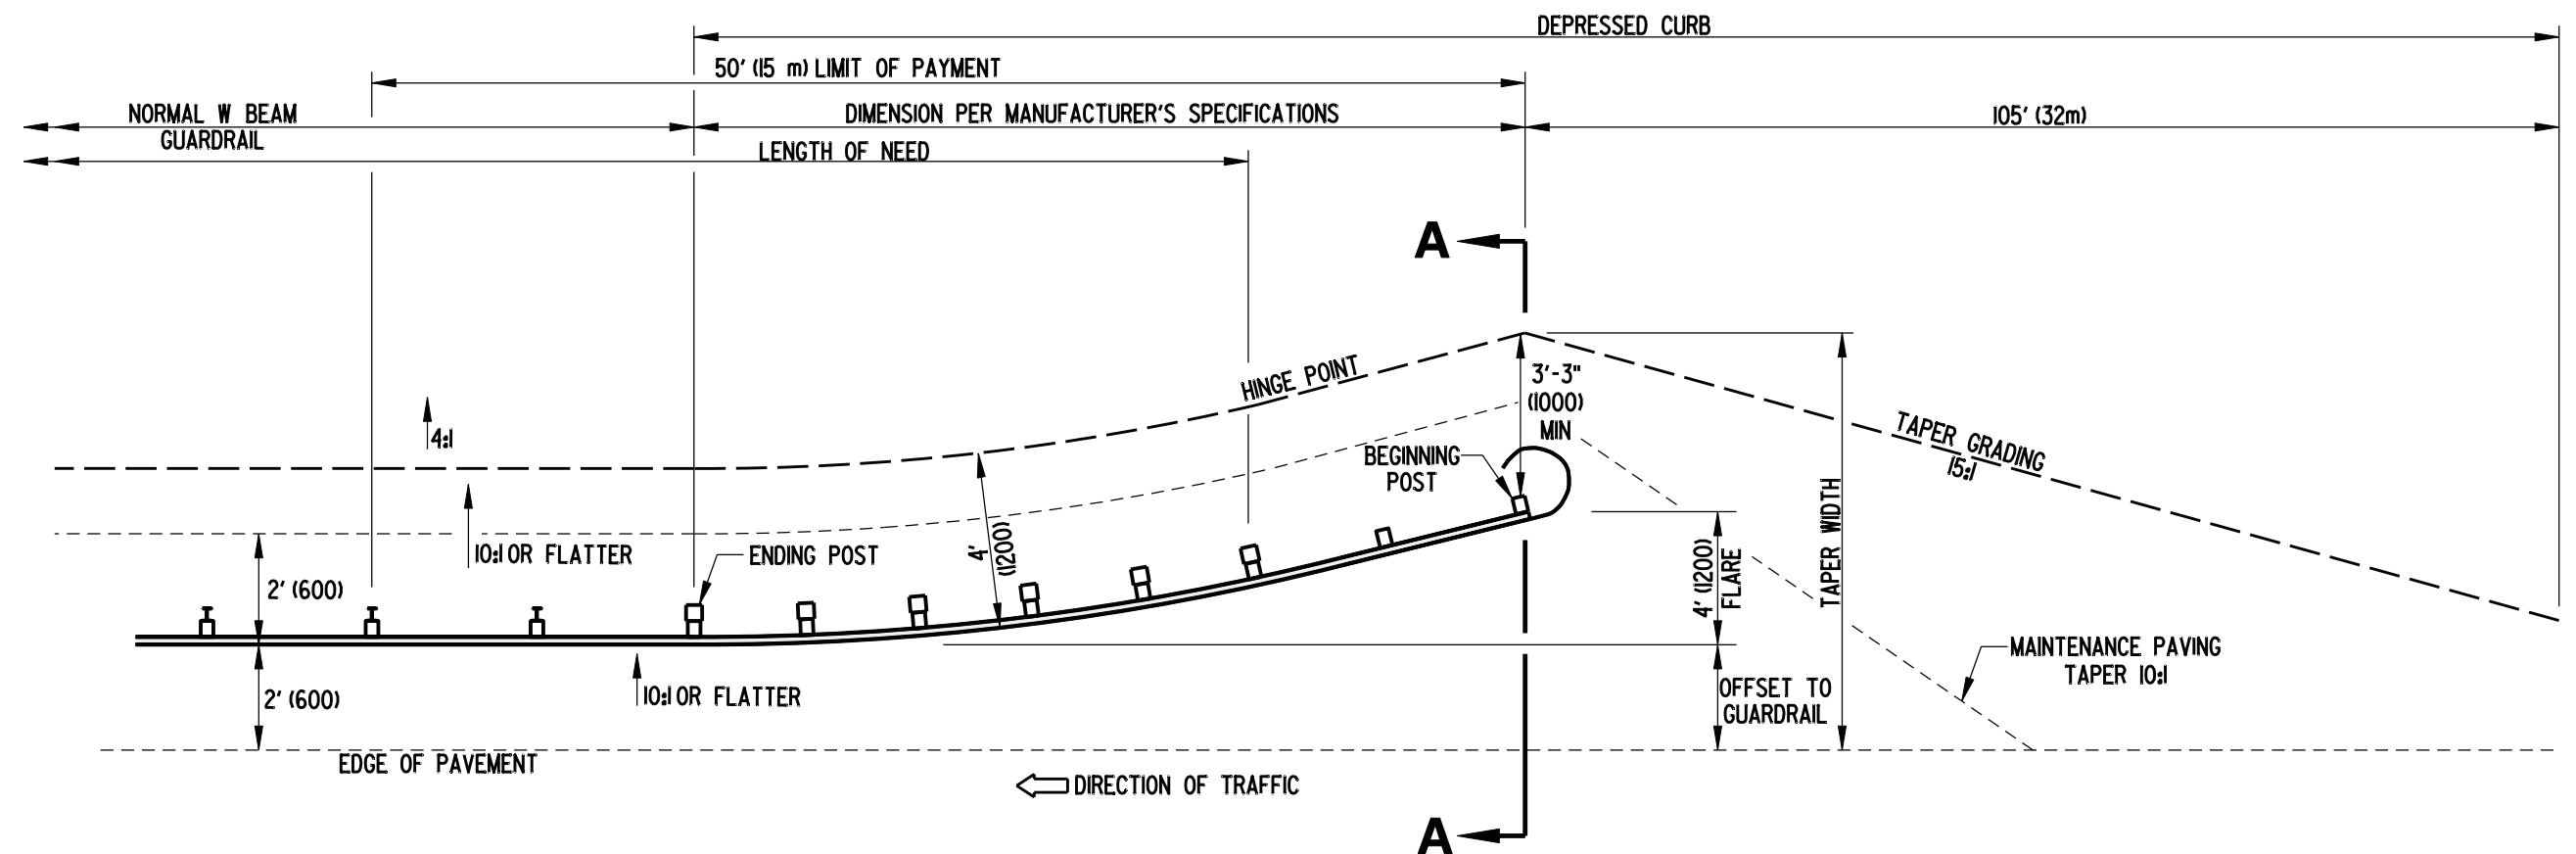 DEPRESSED CURB
50' (15 m) LIMIT OF PAYMENT
NORMAL W BEAM
GUARDRAIL
DIMENSION PER MANUFACTURER'S SPECIFICATIONS
105' (32m)
LENGTH OF NEED
A
HINGE POINT
3'-3"
(1000)
MIN
4:1
BEGINNING
POST
TAPER GRADING
15:1
10:1 OR FLATTER
ENDING POST
4'
(1200)
2' (600)
4' (1200)
FLARE
TAPER WIDTH
2' (600)
10:1 OR FLATTER
OFFSET TO
GUARDRAIL
MAINTENANCE PAVING
TAPER 10:1
EDGE OF PAVEMENT
DIRECTION OF TRAFFIC
A